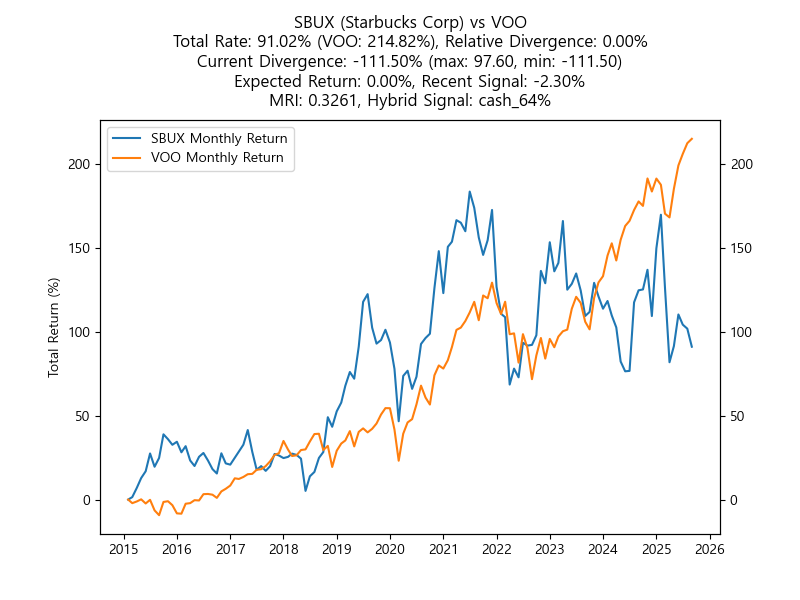 SBUX (Starbucks Corp) vs VOO
Total Rate: 91.02% (VOO: 214.82%), Relative Divergence: 0.00%
Current Divergence: -111.50% (max: 97.60, min: -111.50)
Expected Return: 0.00%, Recent Signal: -2.30%
MRI: 0.3261, Hybrid Signal: cash_64%
SBUX Monthly Return
VOO Monthly Return
Total Return (%)
200
150
100
50
0
200
150
100
50
0
2015 2016 2017 2018 2019 2020 2021 2022 2023 2024 2025 2026